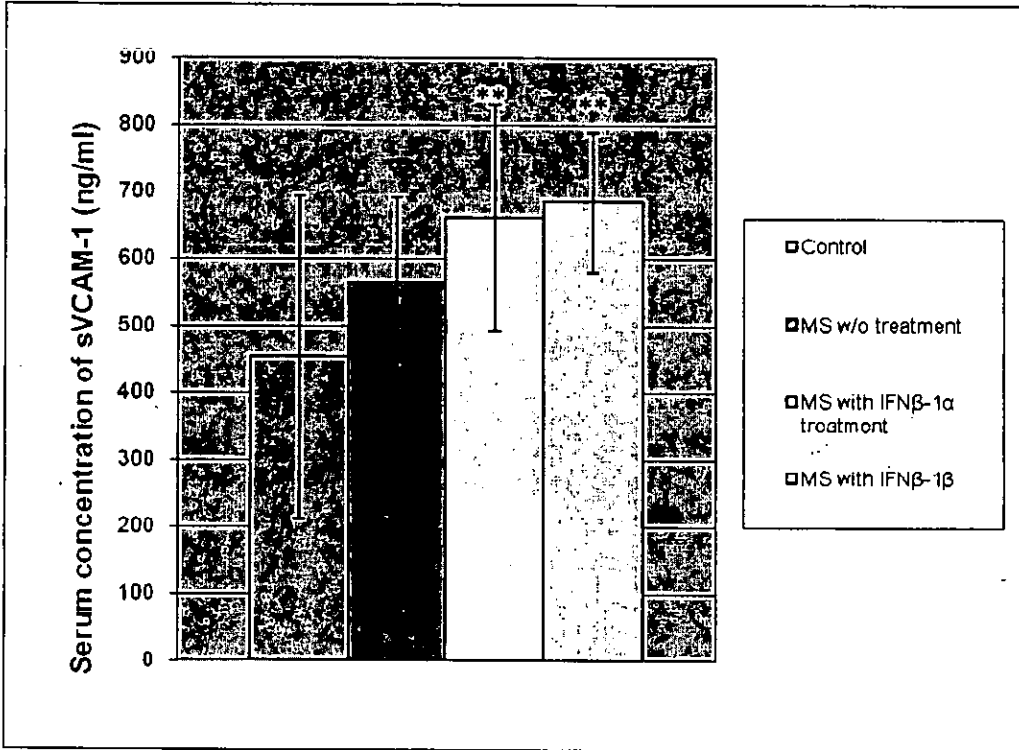 Serum concentration of sVCAM-1 (ng/ml)
900
800
700
600
500
400
300
200
100
0
**
**
Control
MS w/o treatment
MS with IFNβ-1α
treatment
MS with IFNβ-1β